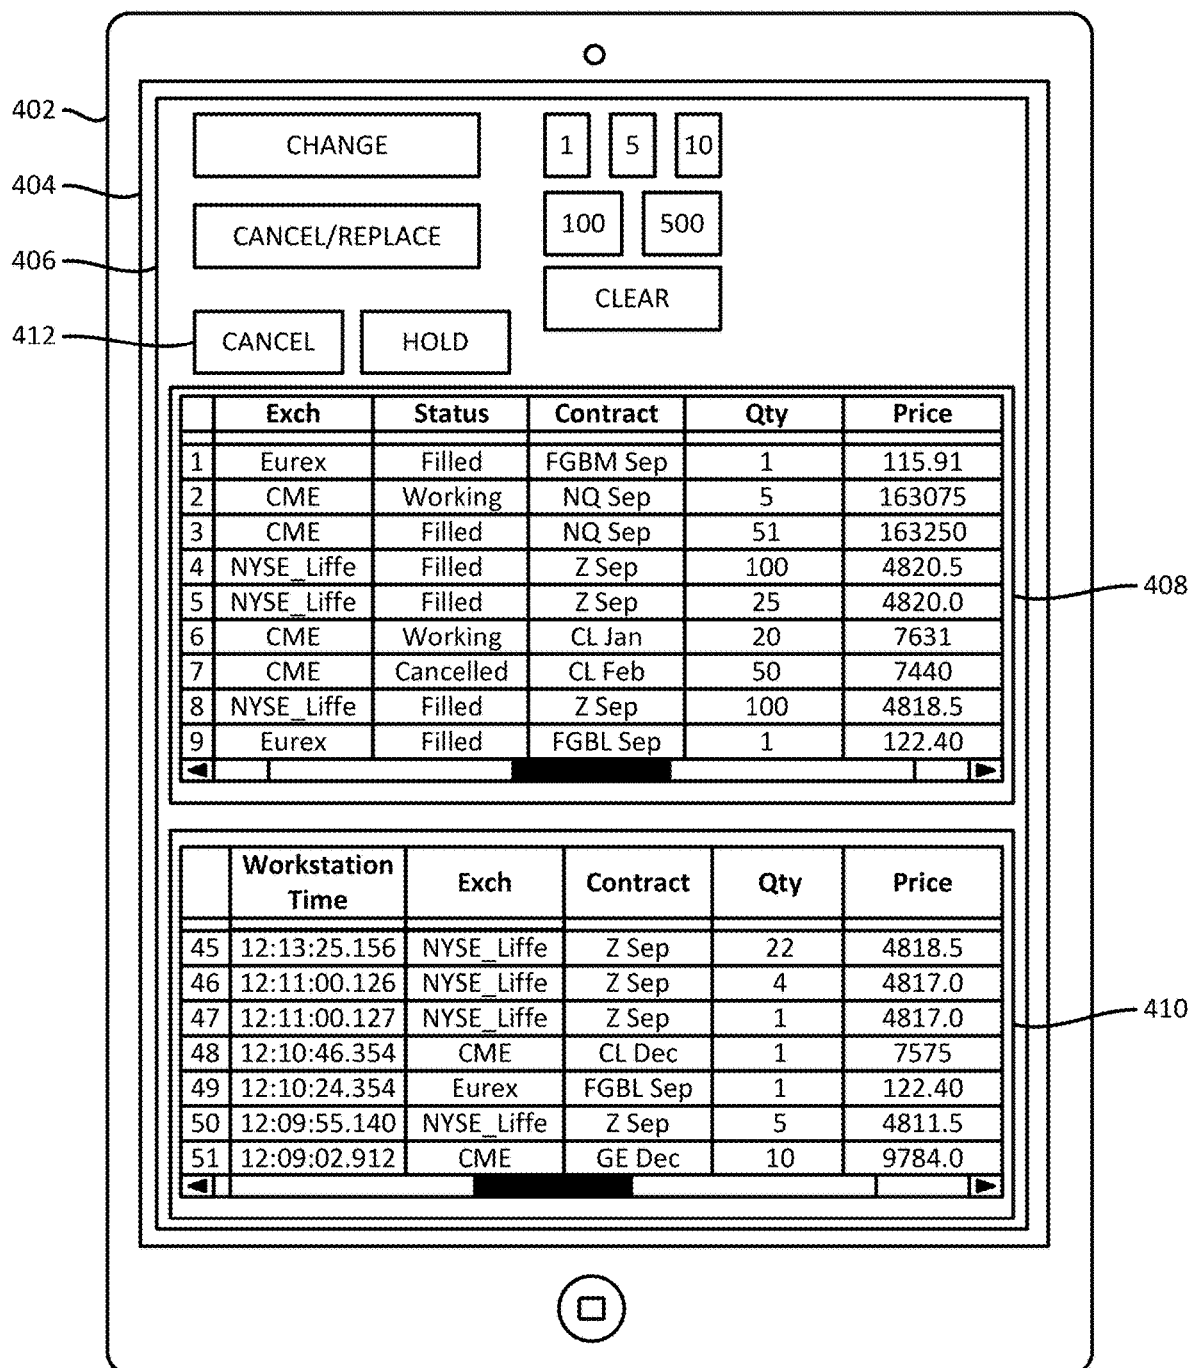 402
404
406
412
408
410
CHANGE 1 5 10
CANCEL/REPLACE 100 500
CLEAR
CANCEL HOLD
Exch Status Contract Qty Price
1 Eurex Filled FGBM Sep 1 115.91
2 CME Working NQ Sep 5 163075
3 CME Filled NQ Sep 51 163250
4 NYSE_Liffe Filled Z Sep 100 4820.5
5 NYSE_Liffe Filled Z Sep 25 4820.0
6 CME Working CL Jan 20 7631
7 CME Cancelled CL Feb 50 7440
8 NYSE_Liffe Filled Z Sep 100 4818.5
9 Eurex Filled FGBL Sep 1 122.40
Workstation
Time Exch Contract Qty Price
45 12:13:25.156 NYSE_Liffe Z Sep 22 4818.5
46 12:11:00.126 NYSE_Liffe Z Sep 4 4817.0
47 12:11:00.127 NYSE_Liffe Z Sep 1 4817.0
48 12:10:46.354 CME CL Dec 1 7575
49 12:10:24.354 Eurex FGBL Sep 1 122.40
50 12:09:55.140 NYSE_Liffe Z Sep 5 4811.5
51 12:09:02.912 CME GE Dec 10 9784.0